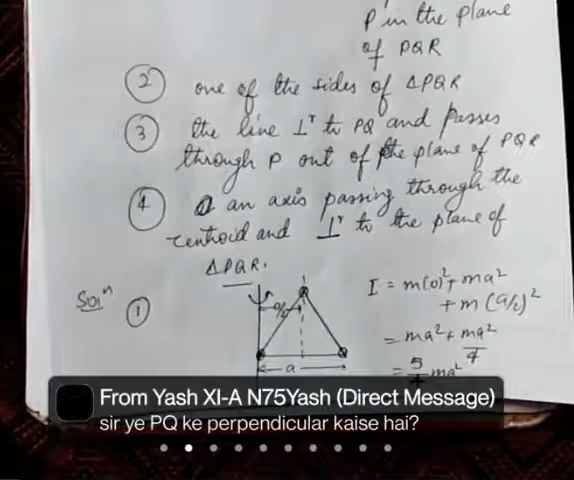 P in the plane
of PQR
② one of the sides of ΔPQR
③ the line ⊥ʳ to PQ and passes
through P out of the plane of PQR
④ an axis passing through the
centroid and ⊥ʳ to the plane of
ΔPQR.
Solⁿ ①
a/2
a
I = m(0)² + ma²
+ m (a/2)²
= ma² + ma²/4
= 5/4 ma²
From Yash XI-A N75Yash (Direct Message)
sir ye PQ ke perpendicular kaise hai?